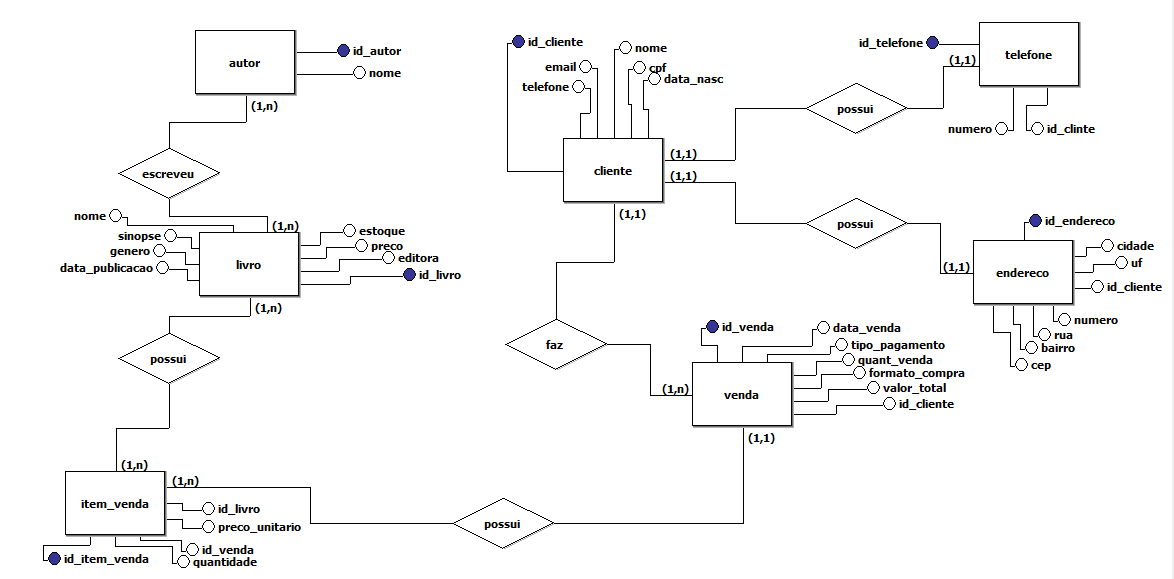 autor
id_autor
nome
(1,n)
escreveu
(1,n)
nome
sinopse
genero
data_publicacao
livro
estoque
preco
editora
id_livro
(1,n)
possui
(1,n)
item_venda
(1,n)
id_livro
preco_unitario
id_venda
quantidade
id_item_venda
possui
id_cliente
nome
email
cpf
telefone
data_nasc
cliente
(1,1)
(1,1)
(1,1)
possui
id_telefone
telefone
(1,1)
numero
id_clinte
possui
id_endereco
(1,1)
endereco
cidade
uf
id_cliente
numero
rua
bairro
cep
faz
(1,n)
id_venda
data_venda
tipo_pagamento
quant_venda
formato_compra
valor_total
id_cliente
venda
(1,1)